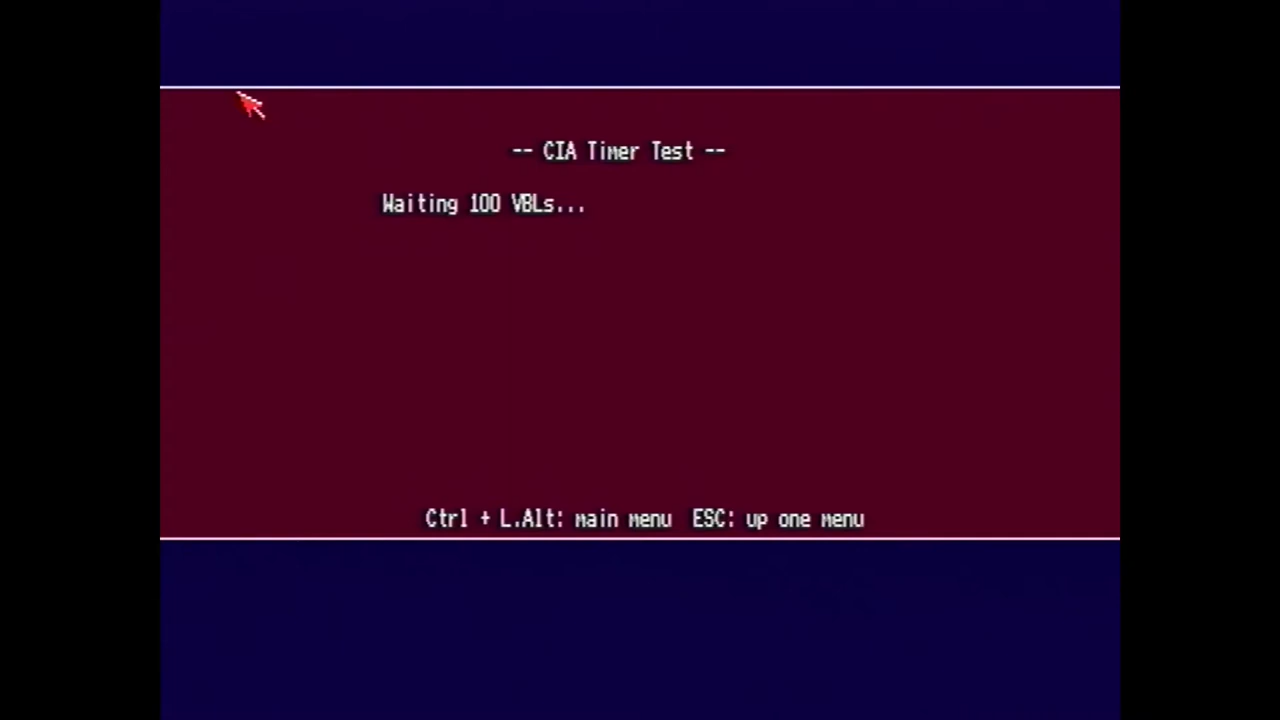 -- CIA Timer Test --
Waiting 100 VBLs...
Ctrl + L.Alt: main menu  ESC: up one menu